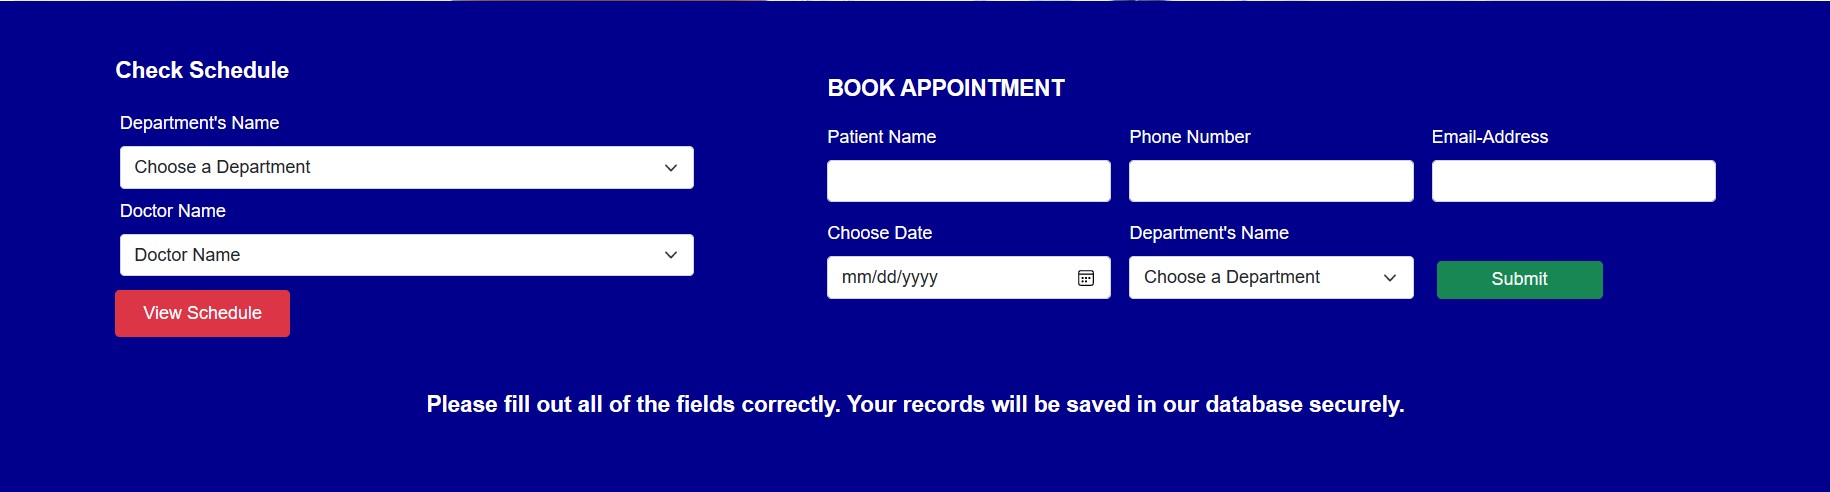 Check Schedule
Department's Name
Choose a Department
Doctor Name
Doctor Name
View Schedule
BOOK APPOINTMENT
Patient Name Phone Number Email-Address
Choose Date Department's Name
mm/dd/yyyy Choose a Department Submit
Please fill out all of the fields correctly. Your records will be saved in our database securely.